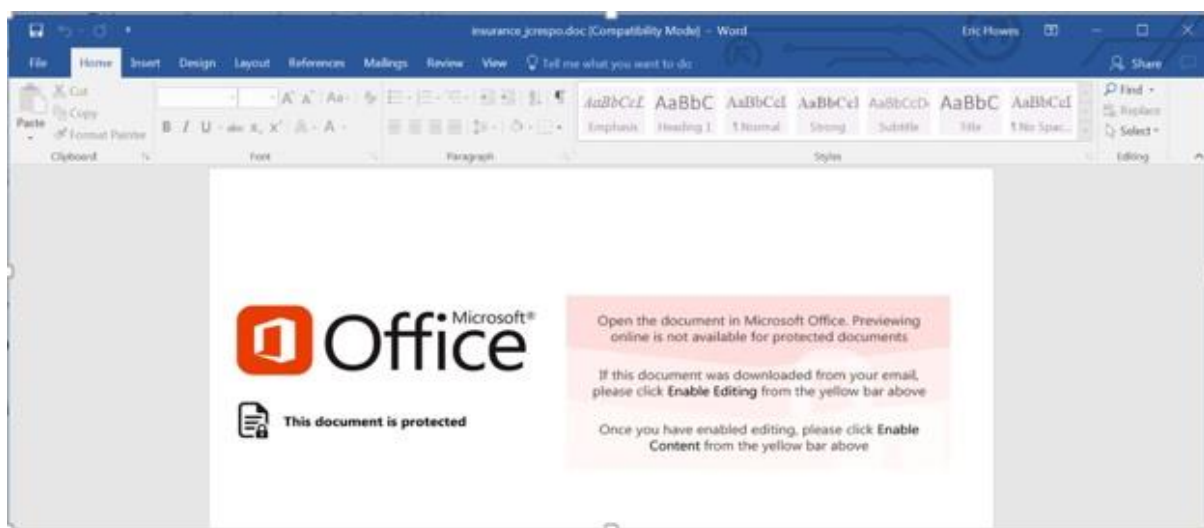 insurance_jcrespo.doc [Compatibility Mode] - Word
Eric Howes
File Home Insert Design Layout References Mailings Review View Tell me what you want to do
Share
Paste
Cut
Copy
Format Painter
Clipboard
B I U abc x, x'
Font
Paragraph
AaBbCcI AaBbC AaBbCcI AaBbCcI AaBbCcD AaBbC AaBbCcI
Emphasis Heading 1 ¶ Normal Strong Subtitle Title ¶ No Spac...
Styles
Find
Replace
Select
Editing
Microsoft®
Office
This document is protected
Open the document in Microsoft Office. Previewing
online is not available for protected documents
If this document was downloaded from your email,
please click Enable Editing from the yellow bar above
Once you have enabled editing, please click Enable
Content from the yellow bar above